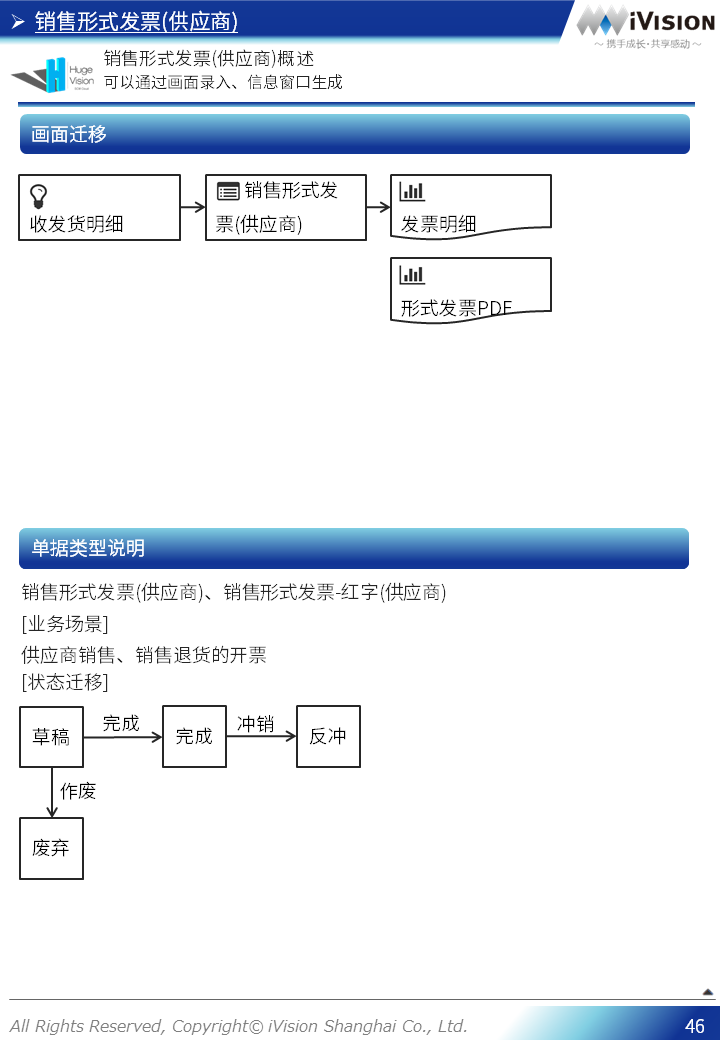 销售形式发票(供应商)
iVISION
～ 携手成长·共享感动 ～
Huge
Vision
销售形式发票(供应商)概述
可以通过画面录入、信息窗口生成
画面迁移
收发货明细
销售形式发
票(供应商)
发票明细
形式发票PDF
单据类型说明
销售形式发票(供应商)、销售形式发票-红字(供应商)
[业务场景]
供应商销售、销售退货的开票
[状态迁移]
草稿
完成
完成
冲销
反冲
作废
废弃
All Rights Reserved, Copyright© iVision Shanghai Co., Ltd.
46